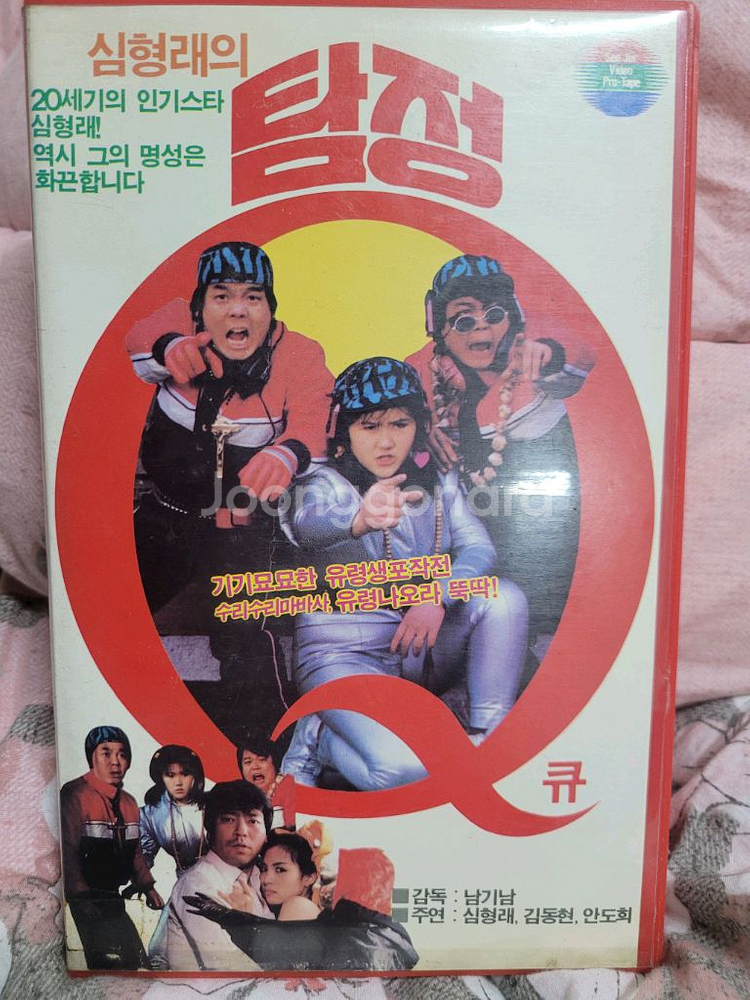 심형래의
탐정
20세기의 인기스타
심형래!
역시 그의 명성은
화끈합니다
Video
Pro-Tape
Joonggonara
기기묘묘한 유령생포작전
수리수리마바사, 유령나오라 뚝딱!
큐
감독 : 남기남
주연 : 심형래, 김동현, 안도희